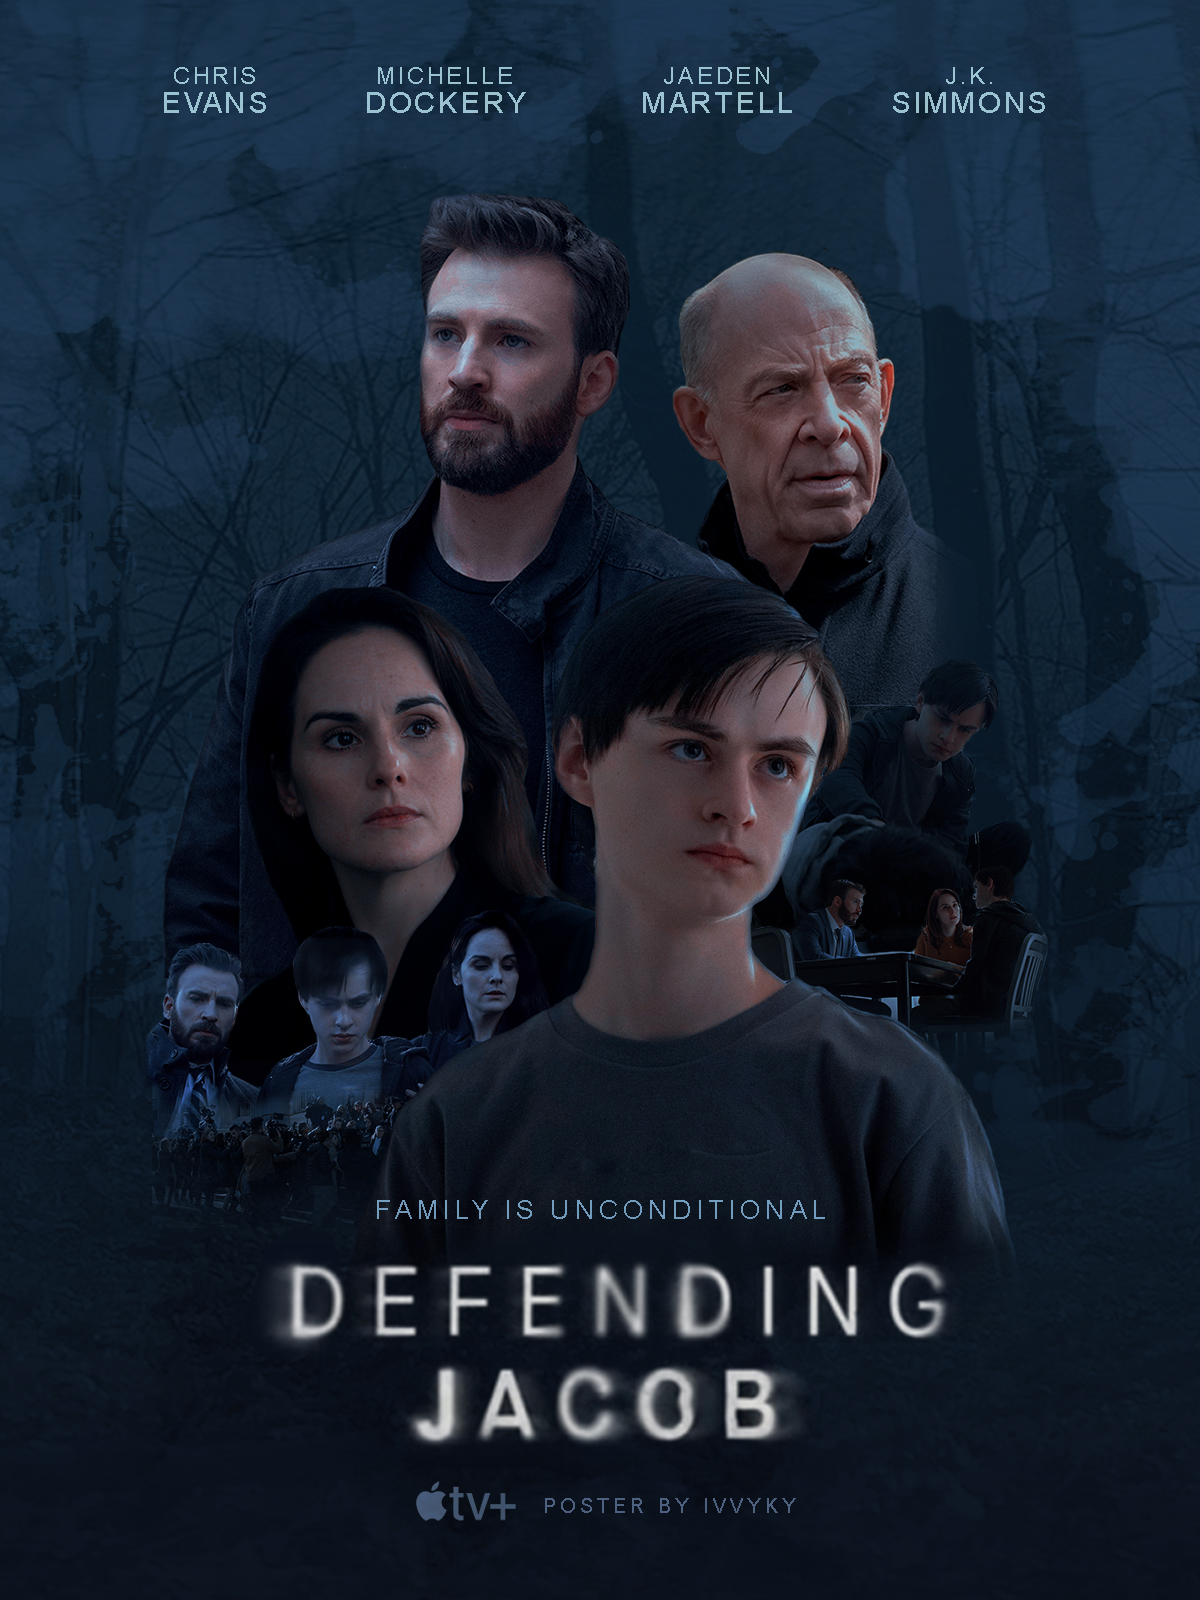 CHRIS
EVANS
MICHELLE
DOCKERY
JAEDEN
MARTELL
J.K.
SIMMONS
FAMILY IS UNCONDITIONAL
DEFENDING
JACOB
tv+ POSTER BY IVVYKY